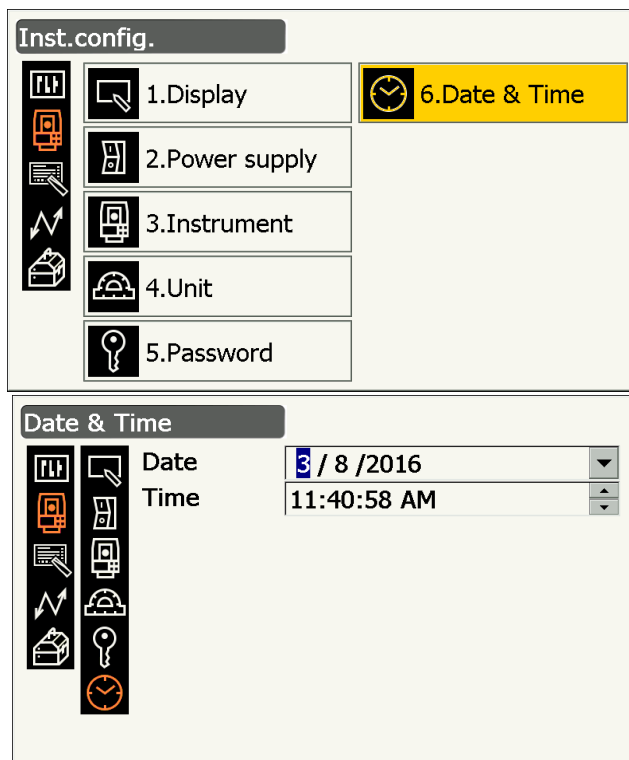 Inst.config.
1.Display
6.Date & Time
2.Power supply
3.Instrument
4.Unit
5.Password
Date & Time
Date 3 / 8 /2016
Time 11:40:58 AM